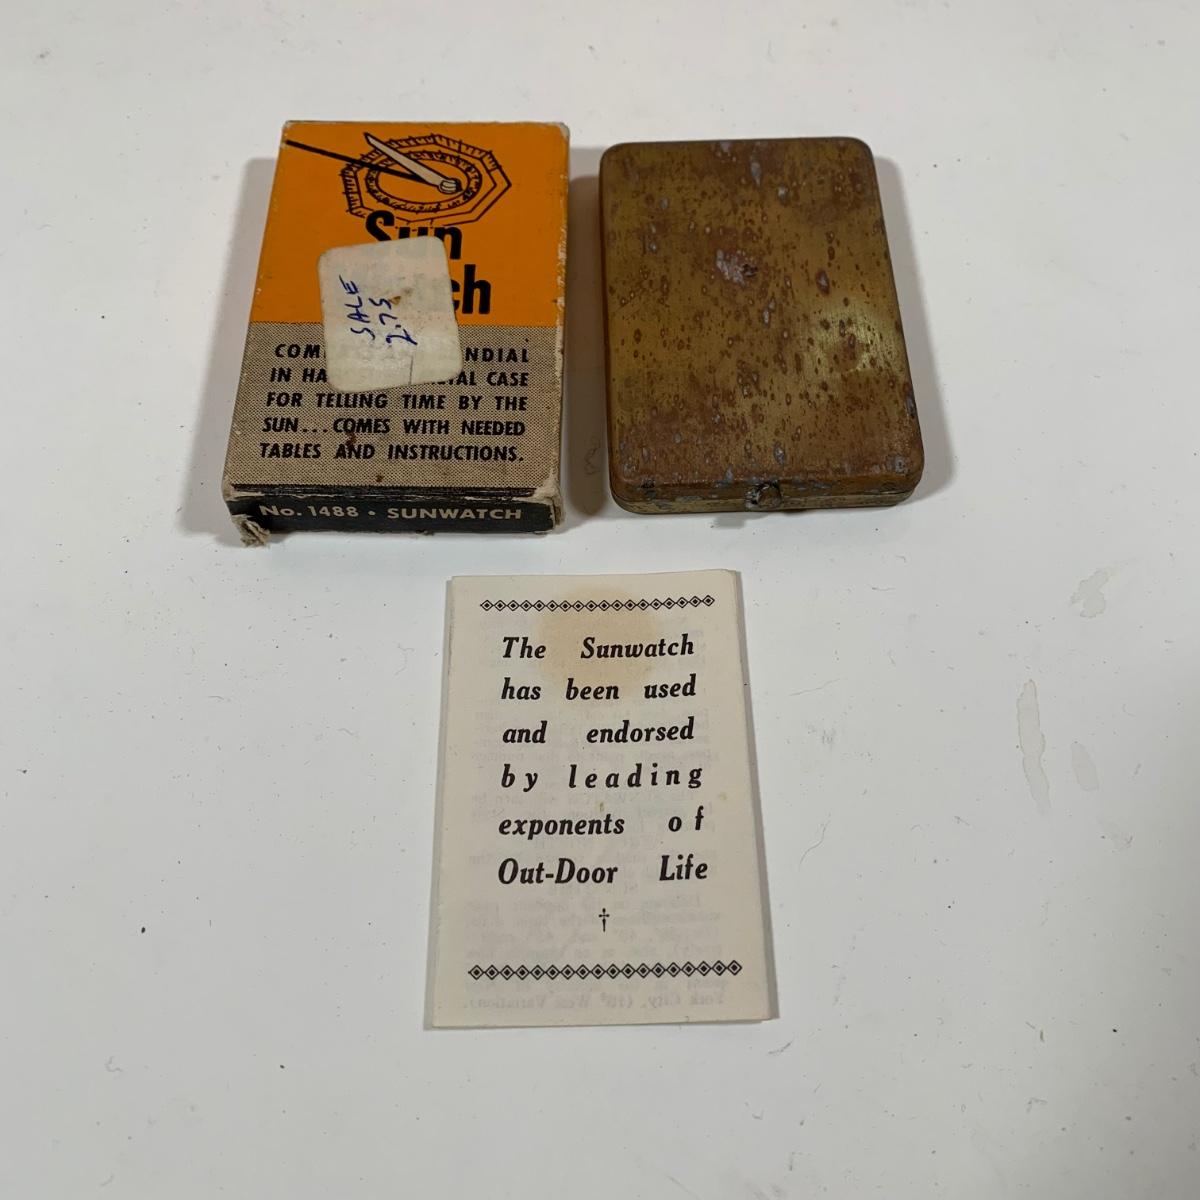 Sun
ch
SALE
2.75
COM NDIAL
IN HA TAL CASE
FOR TELLING TIME BY THE
SUN...COMES WITH NEEDED
TABLES AND INSTRUCTIONS.
No. 1488 • SUNWATCH
The Sunwatch
has been used
and endorsed
by leading
exponents of
Out-Door Life
†